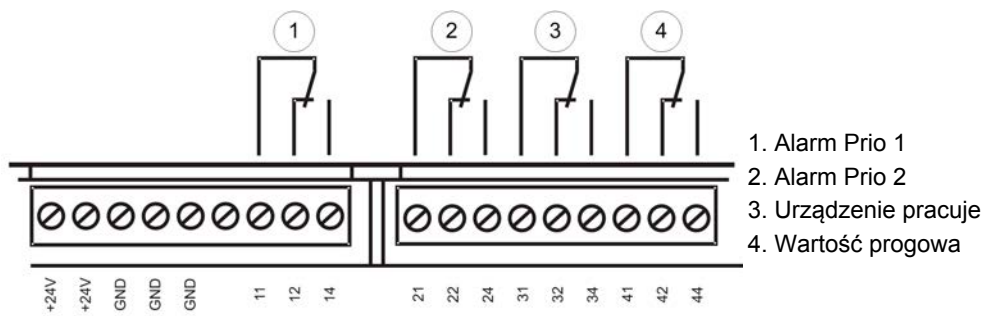 1 2 3 4
1. Alarm Prio 1
2. Alarm Prio 2
3. Urządzenie pracuje
4. Wartość progowa
+24V +24V GND GND GND 11 12 14 21 22 24 31 32 34 41 42 44